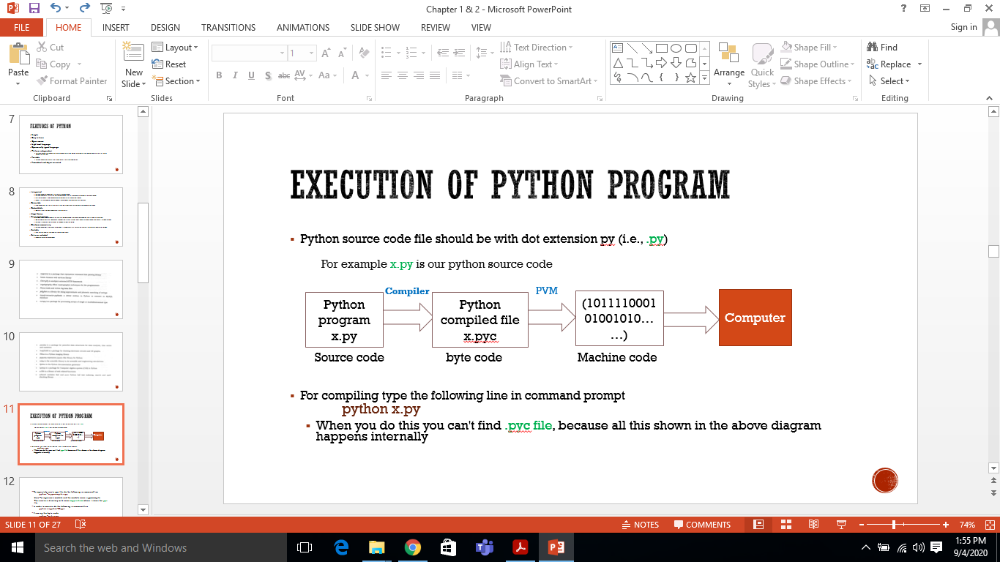 Chapter 1 & 2 - Microsoft PowerPoint
FILE HOME INSERT DESIGN TRANSITIONS ANIMATIONS SLIDE SHOW REVIEW VIEW Sign in
Cut
Copy
Format Painter
Paste
Clipboard
New Slide
Layout
Reset
Section
Slides
1
Font
Text Direction
Align Text
Convert to SmartArt
Paragraph
Arrange
Quick Styles
Shape Fill
Shape Outline
Shape Effects
Drawing
Find
Replace
Select
Editing
7
FEATURES OF PYTHON
8
9
10
11
EXECUTION OF PYTHON PROGRAM
12
EXECUTION OF PYTHON PROGRAM
Python source code file should be with dot extension py (i.e., .py)
For example x.py is our python source code
Compiler
PVM
Python
program
x.py
Python
compiled file
x.pyc
(1011110001
01001010…
…)
Computer
Source code
byte code
Machine code
For compiling type the following line in command prompt
python x.py
When you do this you can't find .pyc file, because all this shown in the above diagram
happens internally
SLIDE 11 OF 27
NOTES
COMMENTS
74%
Search the web and Windows
1:55 PM
9/4/2020